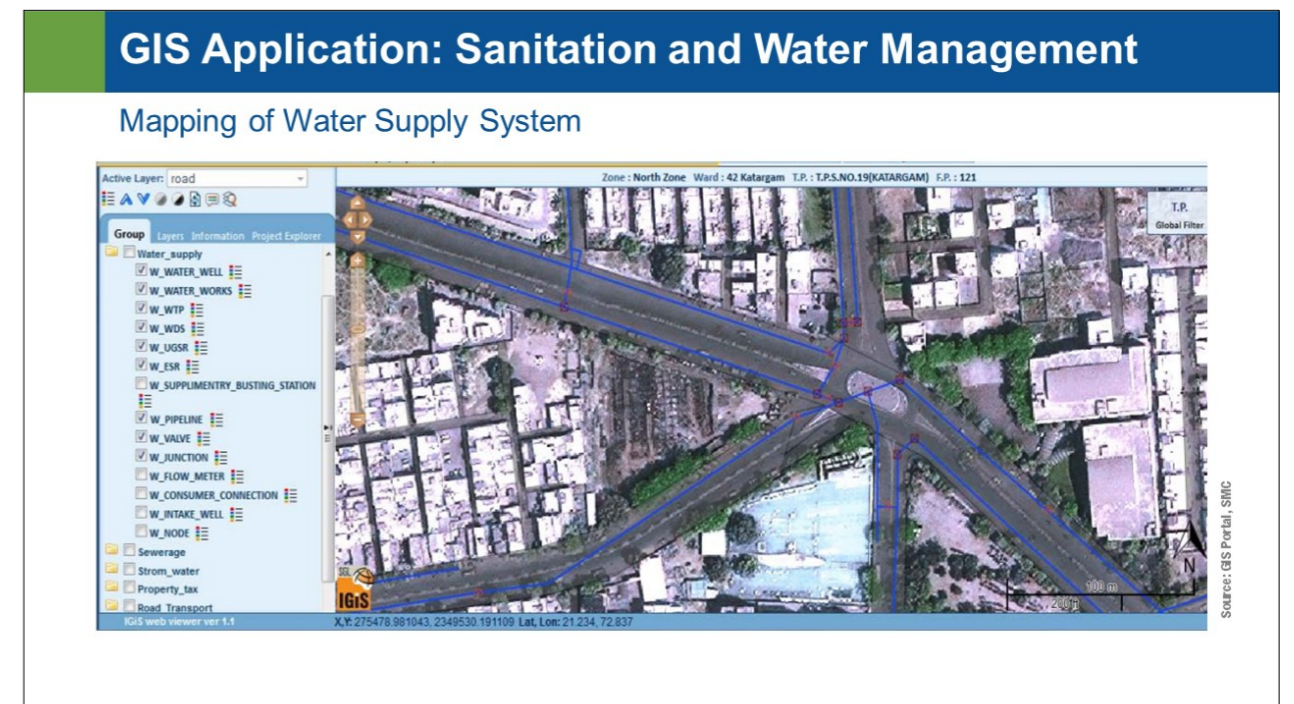 GIS Application: Sanitation and Water Management
Mapping of Water Supply System
Active Layer: road
Zone : North Zone Ward : 42 Katargam T.P. : T.P.S.NO.19(KATARGAM) F.P. : 121
T.P.
Global Filter
Group Layers Information Project Explorer
Water_supply
W_WATER_WELL
W_WATER_WORKS
W_WTP
W_WDS
W_UGSR
W_ESR
W_SUPPLIMENTRY_BUSTING_STATION
W_PIPELINE
W_VALVE
W_JUNCTION
W_FLOW_METER
W_CONSUMER_CONNECTION
W_INTAKE_WELL
W_NODE
Sewerage
Strom_water
Property_tax
Road Transport
IGiS web viewer ver 1.1
SGL
IGiS
N
100 m
200 ft
X,Y: 275478.981043, 2349530.191109 Lat, Lon: 21.234, 72.837
Source: GIS Portal, SMC